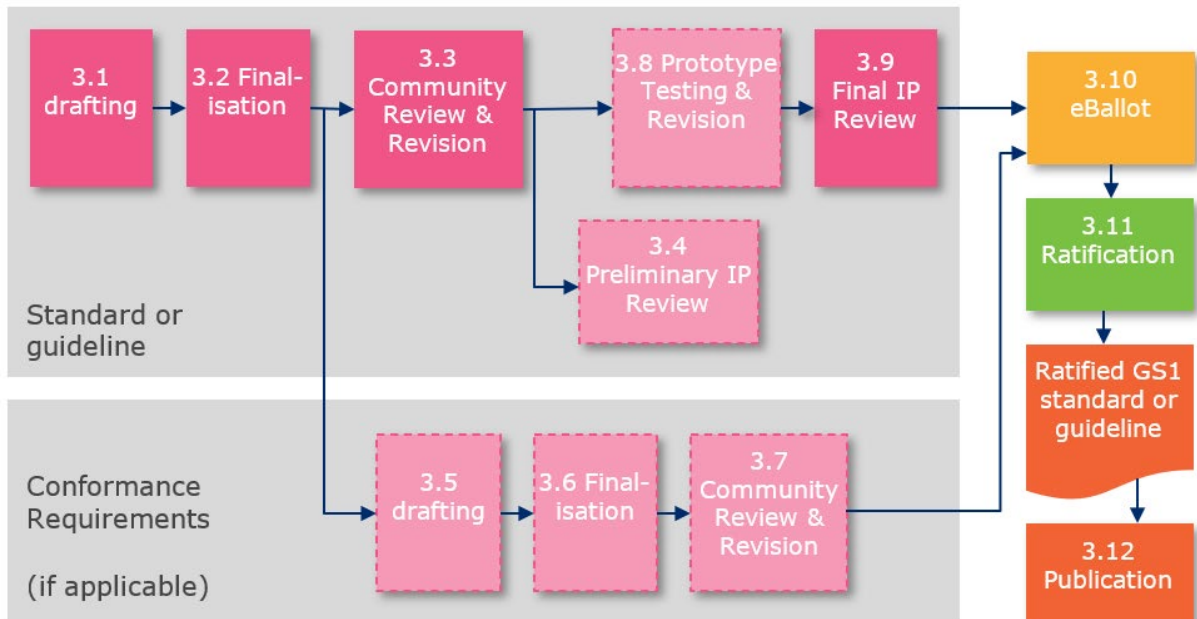 3.1
drafting
3.2 Final-
isation
3.3
Community
Review &
Revision
3.8 Prototype
Testing &
Revision
3.9
Final IP
Review
3.10
eBallot
3.4
Preliminary IP
Review
3.11
Ratification
Standard or
guideline
Ratified GS1
standard or
guideline
Conformance
Requirements
(if applicable)
3.5
drafting
3.6 Final-
isation
3.7
Community
Review &
Revision
3.12
Publication